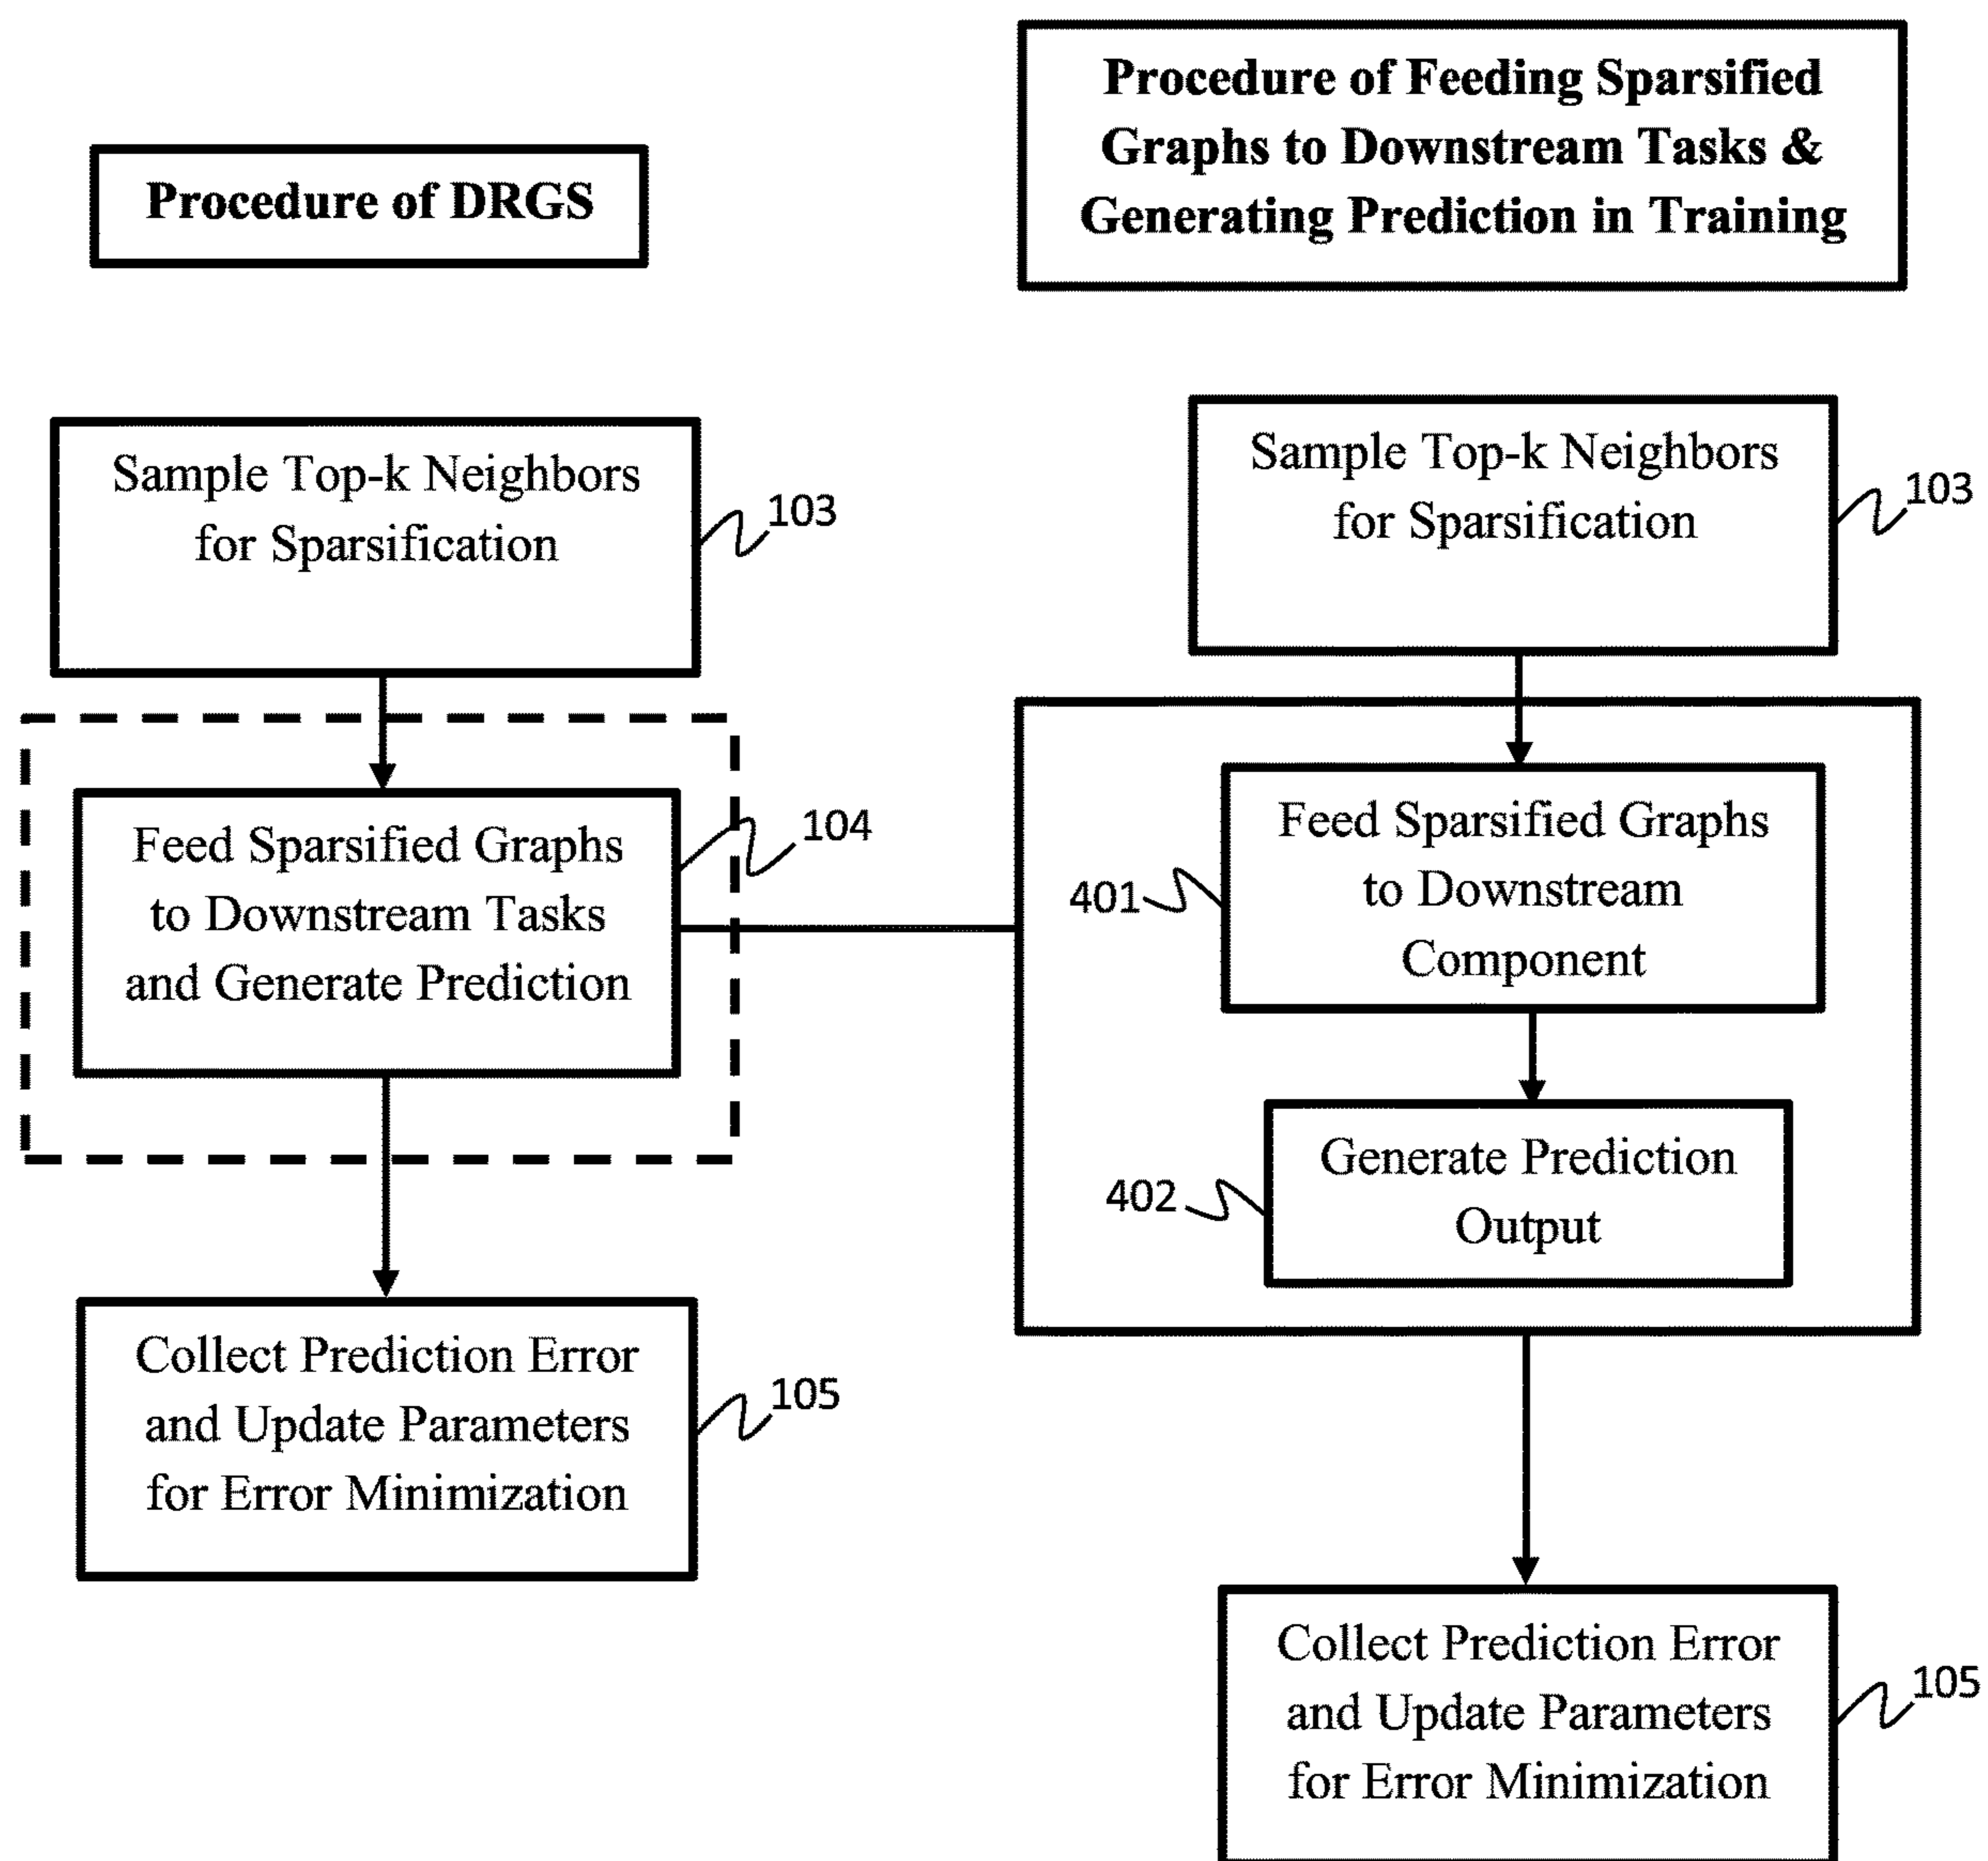 Procedure of DRGS
Sample Top-k Neighbors
for Sparsification
103
Feed Sparsified Graphs
to Downstream Tasks
and Generate Prediction
104
Collect Prediction Error
and Update Parameters
for Error Minimization
105
Procedure of Feeding Sparsified
Graphs to Downstream Tasks &
Generating Prediction in Training
Sample Top-k Neighbors
for Sparsification
103
Feed Sparsified Graphs
to Downstream
Component
401
Generate Prediction
Output
402
Collect Prediction Error
and Update Parameters
for Error Minimization
105